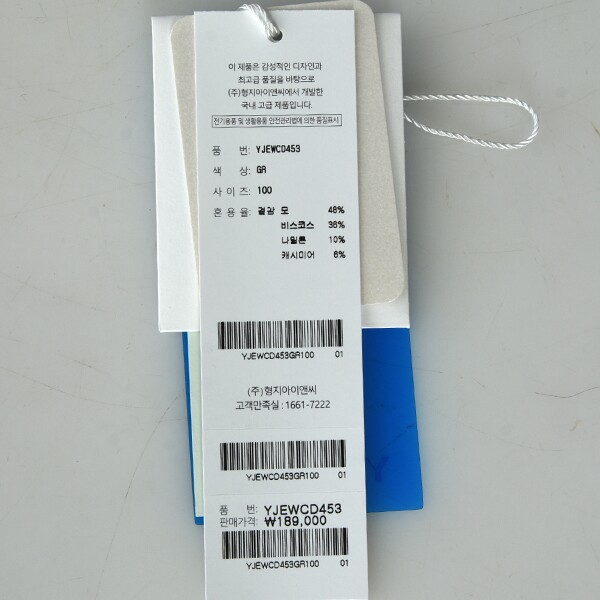 이 제품은 감성적인 디자인과
최고급 품질을 바탕으로
(주)형지아이앤씨에서 개발한
국내 고급 제품입니다.
전기용품 및 생활용품 안전관리법에 의한 품질표시
품 번: YJEWCD453
색 상: GR
사 이 즈: 100
혼 용 율: 겉감 모 48%
비스코스 36%
나일론 10%
캐시미어 6%
YJEWCD453GR100 01
(주)형지아이앤씨
고객만족실 : 1661-7222
YJEWCD453GR100 01
품 번: YJEWCD453
판매가격: ₩189,000
YJEWCD453GR100 01